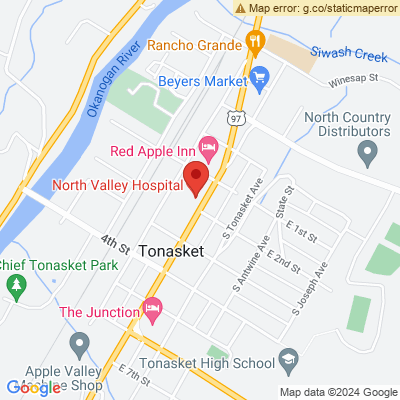 Map error: g.co/staticmaperror
Rancho Grande
Siwash Creek
Okanogan River
Beyers Market
Winesap St
97
North Country
Distributors
Red Apple Inn
North Valley Hospital
S Tonasket Ave
State St
E 1st St
4th St
Tonasket
E 2nd St
S Antwine Ave
S Joseph Ave
Chief Tonasket Park
The Junction
Apple Valley
Machine Shop
Tonasket High School
E 7th St
Google
Map data ©2024 Google